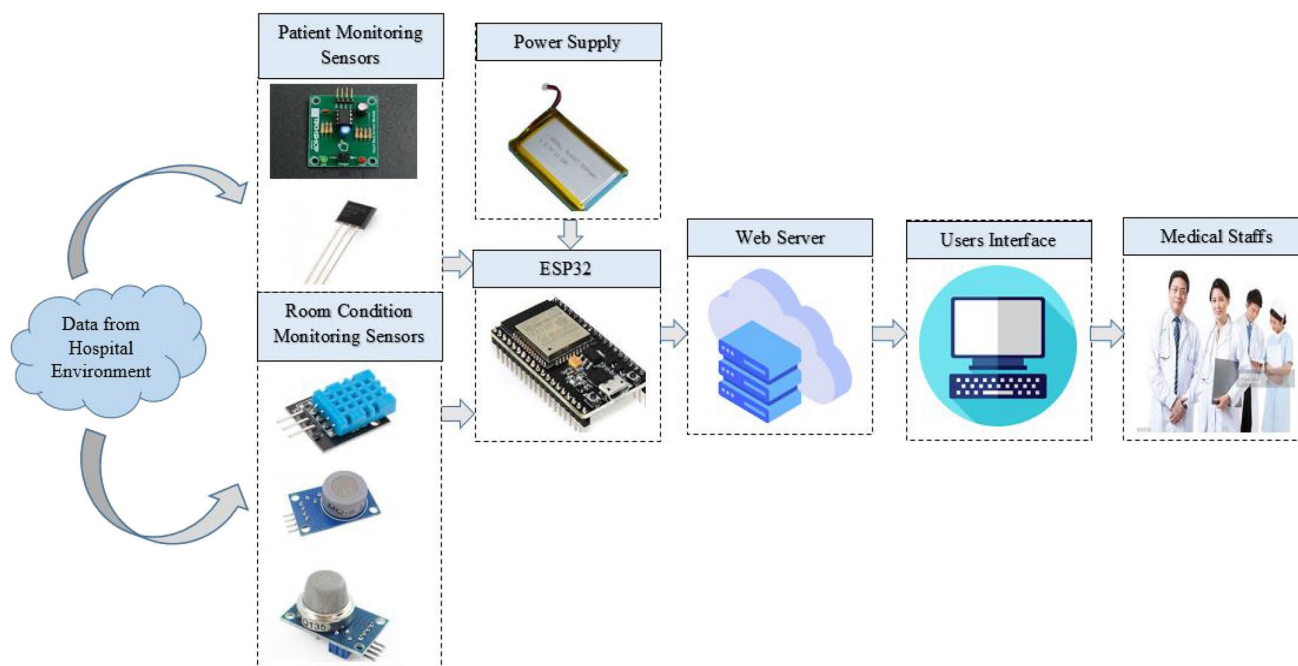 Patient Monitoring
Sensors
Power Supply
Data from
Hospital
Environment
Room Condition
Monitoring Sensors
ESP32
Web Server
Users Interface
Medical Staffs